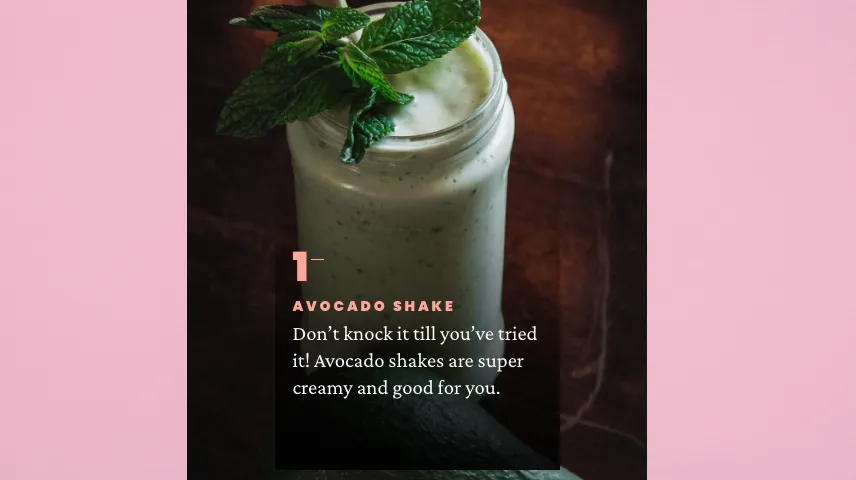 1
AVOCADO SHAKE
Don’t knock it till you’ve tried
it! Avocado shakes are super
creamy and good for you.